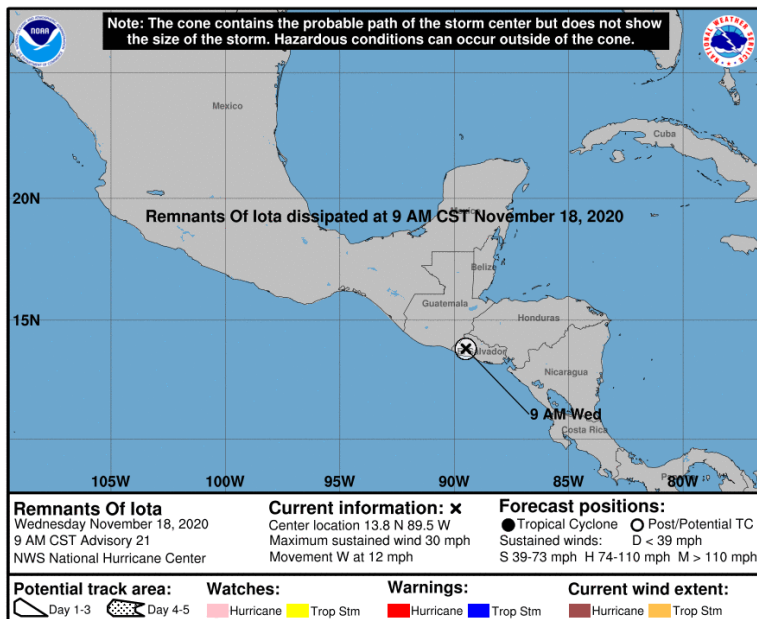 Note: The cone contains the probable path of the storm center but does not show
the size of the storm. Hazardous conditions can occur outside of the cone.
NOAA
NATIONAL WEATHER SERVICE
Mexico
Cuba
20N
Remnants Of Iota dissipated at 9 AM CST November 18, 2020
Belize
Guatemala
15N
Honduras
Nicaragua
9 AM Wed
Costa Rica
105W 100W 95W 90W 85W 80W
Remnants Of Iota
Wednesday November 18, 2020
9 AM CST Advisory 21
NWS National Hurricane Center
Current information: x
Center location 13.8 N 89.5 W
Maximum sustained wind 30 mph
Movement W at 12 mph
Forecast positions:
Tropical Cyclone Post/Potential TC
Sustained winds: D < 39 mph
S 39-73 mph H 74-110 mph M > 110 mph
Potential track area:
Day 1-3 Day 4-5
Watches:
Hurricane Trop Stm
Warnings:
Hurricane Trop Stm
Current wind extent:
Hurricane Trop Stm